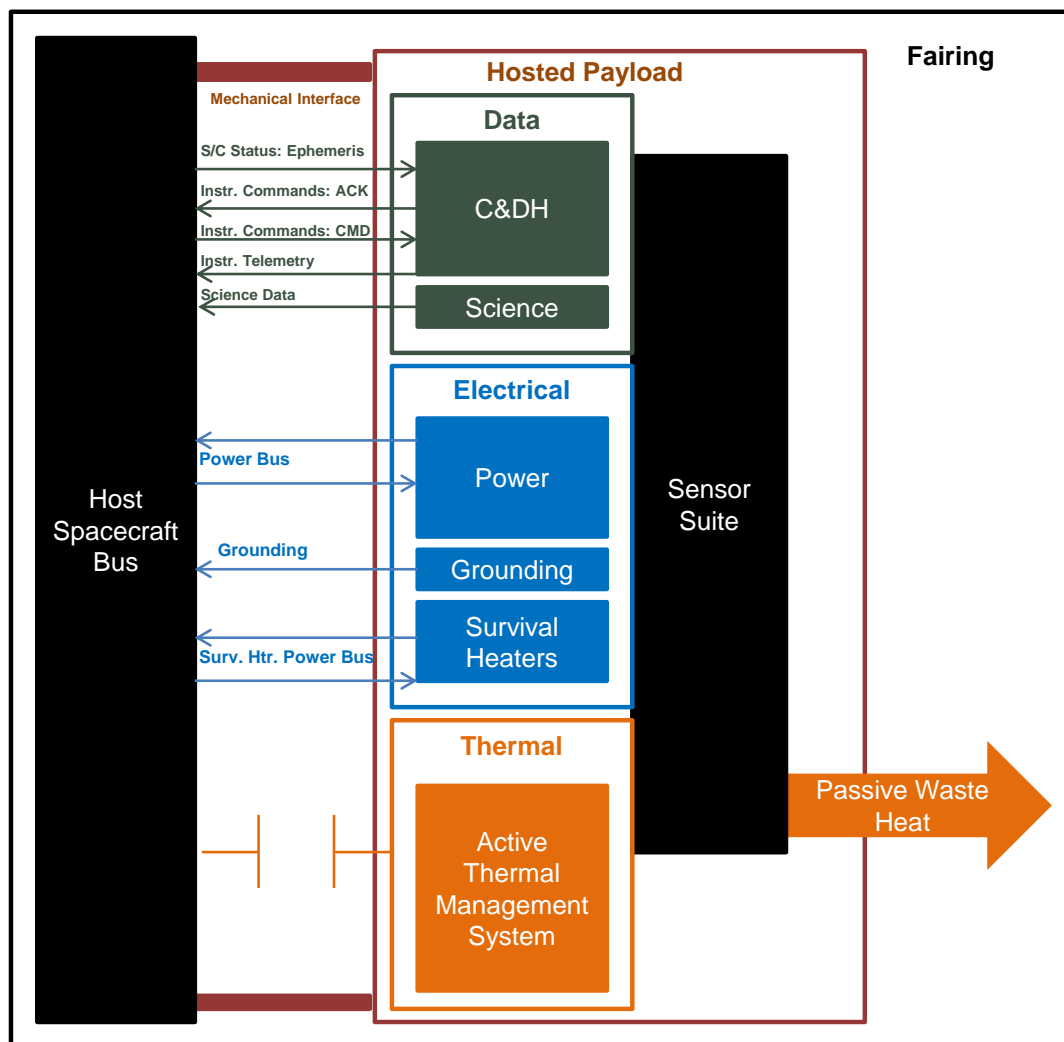 Fairing
Hosted Payload
Mechanical Interface
Data
S/C Status: Ephemeris
Instr. Commands: ACK
C&DH
Instr. Commands: CMD
Instr. Telemetry
Science Data
Science
Electrical
Power Bus
Power
Host
Spacecraft
Bus
Sensor
Suite
Grounding
Grounding
Survival
Heaters
Surv. Htr. Power Bus
Thermal
Passive Waste
Heat
Active
Thermal
Management
System